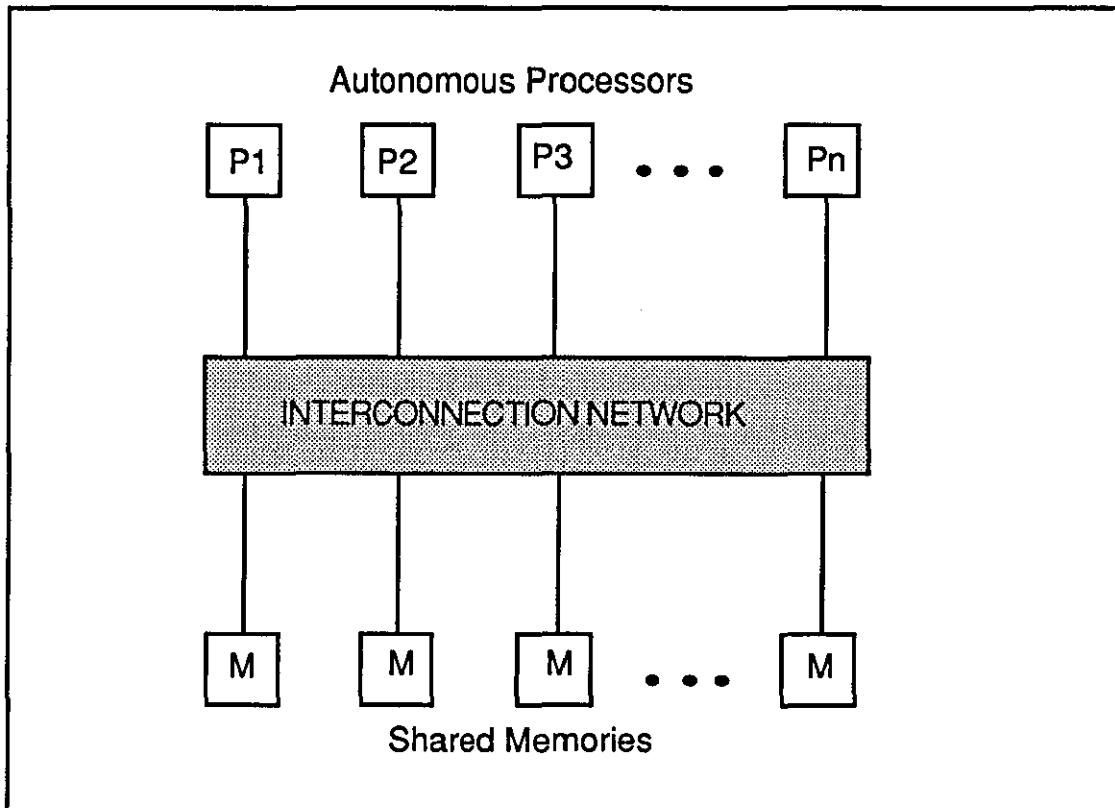 Autonomous Processors
P1 P2 P3 • • • Pn
INTERCONNECTION NETWORK
M M M • • • M
Shared Memories